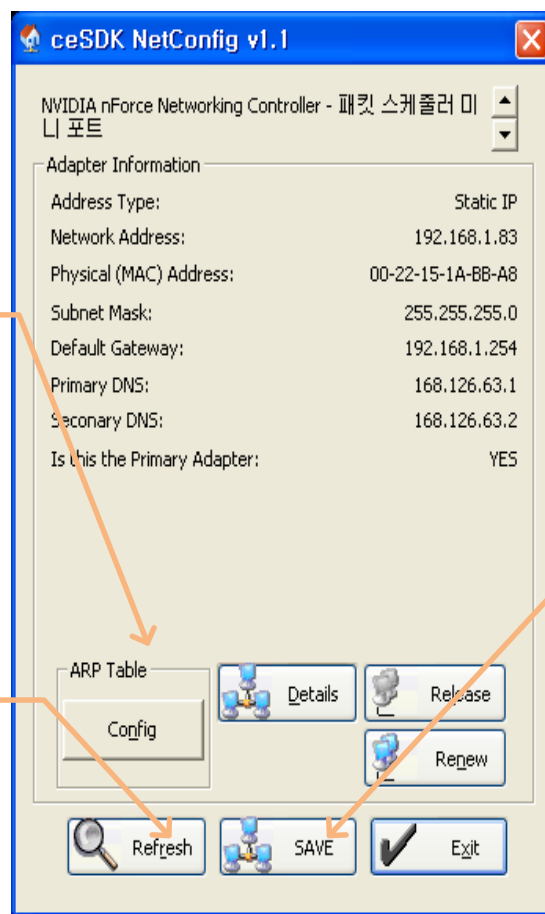 ceSDK NetConfig v1.1
NVIDIA nForce Networking Controller - 패킷 스케줄러 미
니 포트
Adapter Information
Address Type: Static IP
Network Address: 192.168.1.83
Physical (MAC) Address: 00-22-15-1A-BB-A8
Subnet Mask: 255.255.255.0
Default Gateway: 192.168.1.254
Primary DNS: 168.126.63.1
Seconary DNS: 168.126.63.2
Is this the Primary Adapter: YES
ARP Table
Config
Details
Release
Renew
Refresh
SAVE
Exit